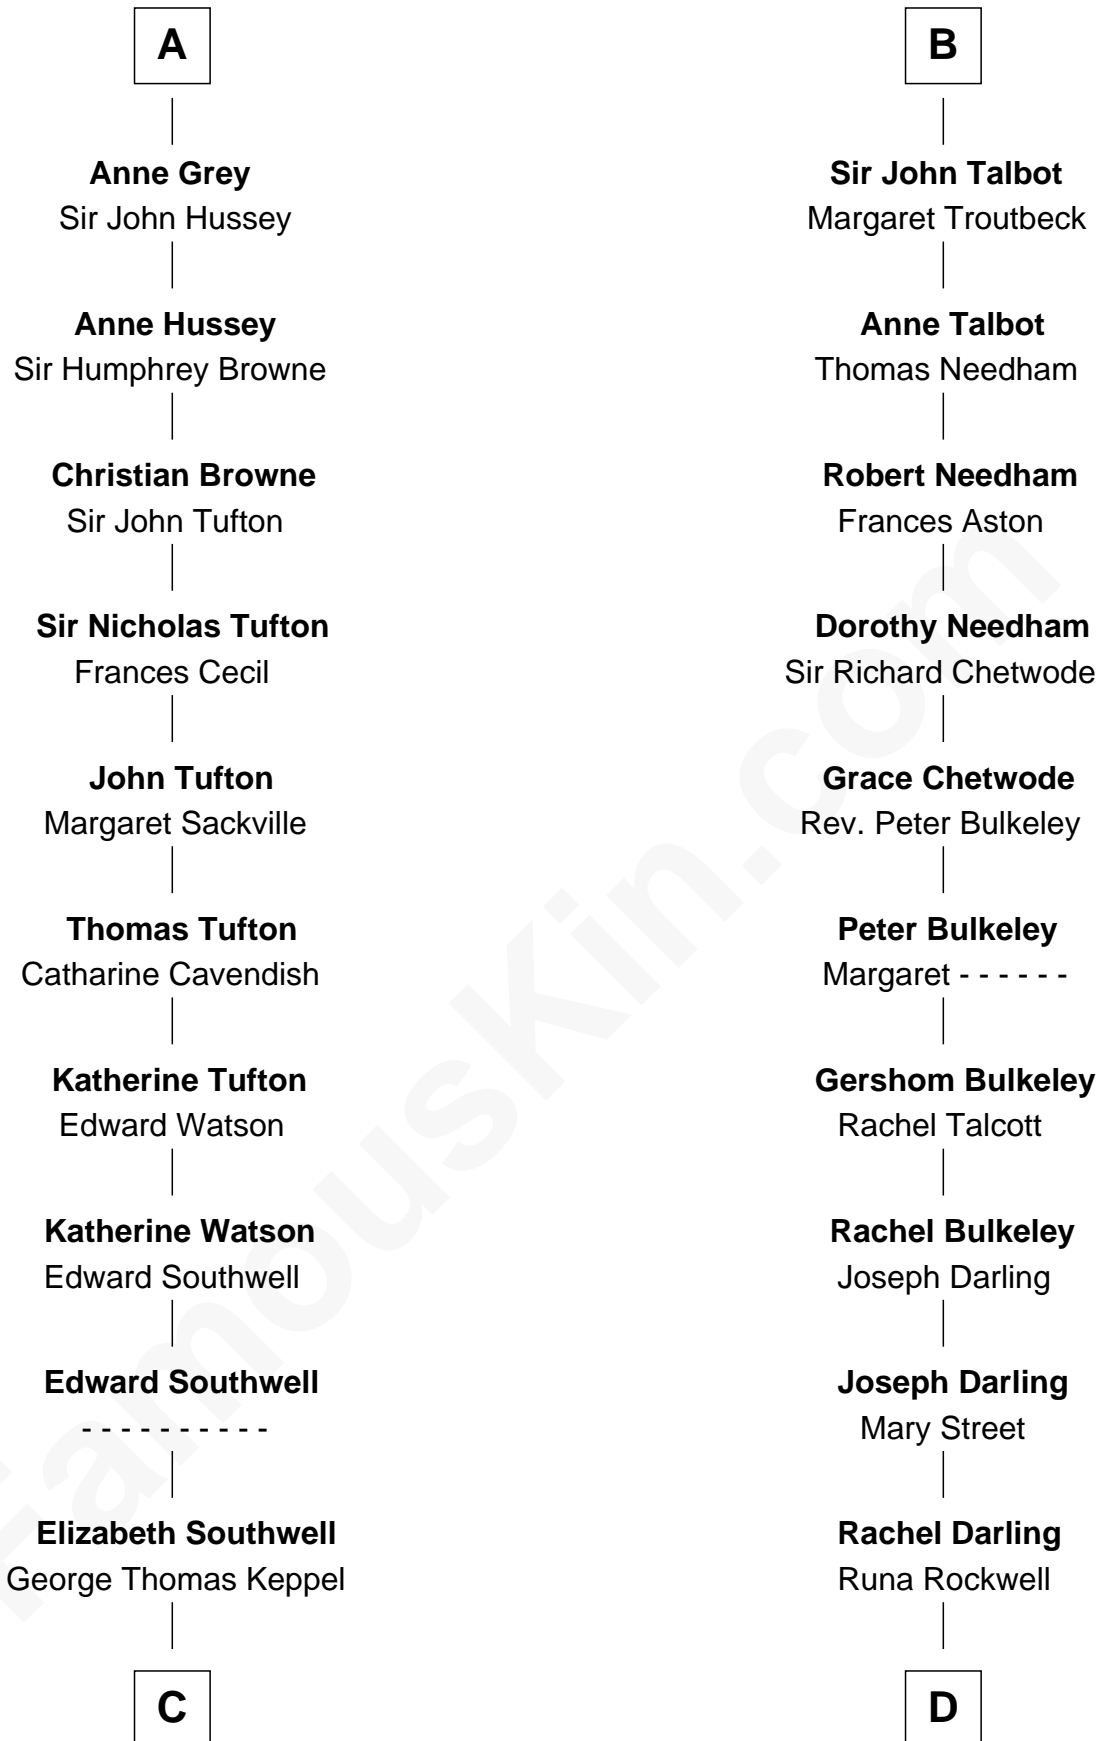 A
Anne Grey
Sir John Hussey
Anne Hussey
Sir Humphrey Browne
Christian Browne
Sir John Tufton
Sir Nicholas Tufton
Frances Cecil
John Tufton
Margaret Sackville
Thomas Tufton
Catharine Cavendish
Katherine Tufton
Edward Watson
Katherine Watson
Edward Southwell
Edward Southwell
- - - - - - - - - -
Elizabeth Southwell
George Thomas Keppel
C
B
Sir John Talbot
Margaret Troutbeck
Anne Talbot
Thomas Needham
Robert Needham
Frances Aston
Dorothy Needham
Sir Richard Chetwode
Grace Chetwode
Rev. Peter Bulkeley
Peter Bulkeley
Margaret - - - - - -
Gershom Bulkeley
Rachel Talcott
Rachel Bulkeley
Joseph Darling
Joseph Darling
Mary Street
Rachel Darling
Runa Rockwell
D
FamousKin.com